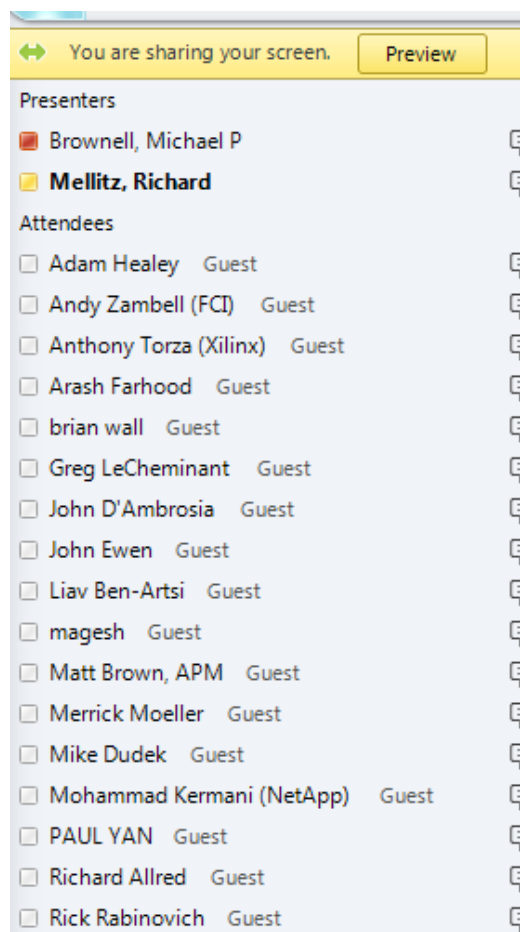 You are sharing your screen. Preview
Presenters
Brownell, Michael P
Mellitz, Richard
Attendees
Adam Healey Guest
Andy Zambell (FCI) Guest
Anthony Torza (Xilinx) Guest
Arash Farhood Guest
brian wall Guest
Greg LeCheminant Guest
John D'Ambrosia Guest
John Ewen Guest
Liav Ben-Artsi Guest
magesh Guest
Matt Brown, APM Guest
Merrick Moeller Guest
Mike Dudek Guest
Mohammad Kermani (NetApp) Guest
PAUL YAN Guest
Richard Allred Guest
Rick Rabinovich Guest